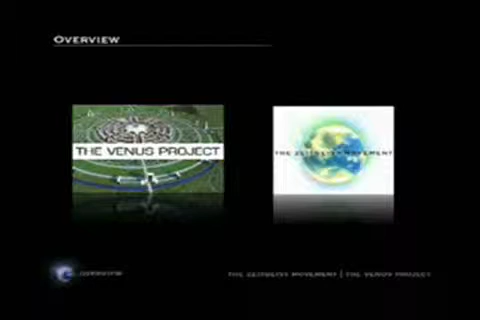 OVERVIEW
THE VENUS PROJECT
THE ZEITGEIST MOVEMENT
OVERVIEW
THE ZEITGEIST MOVEMENT | THE VENUS PROJECT